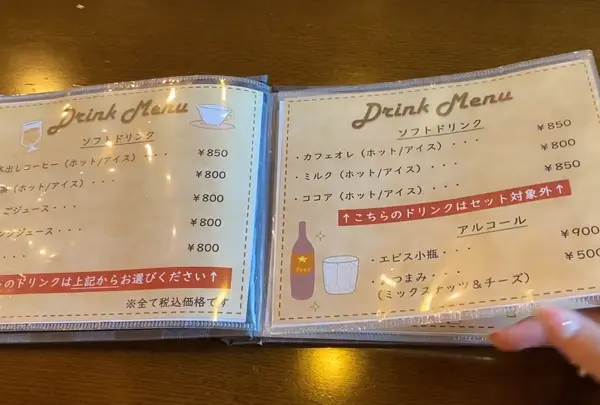 Drink Menu
ソフトドリンク
出しコーヒー（ホット/アイス）・・・ ¥850
（ホット/アイス）・・・ ¥800
ごジュース・・・ ¥800
ンジジュース・・・ ¥800
・・・ ¥800
のドリンクは上記からお選びください↑
※全て税込価格です
Drink Menu
ソフトドリンク
・カフェオレ（ホット/アイス）・・・ ¥850
・ミルク（ホット/アイス）・・・ ¥800
・ココア（ホット/アイス）・・・ ¥850
↑こちらのドリンクはセット対象外↑
アルコール
・エビス小瓶・・・ ¥900
つまみ・・・ ¥500
（ミックスナッツ＆チーズ）
Beer